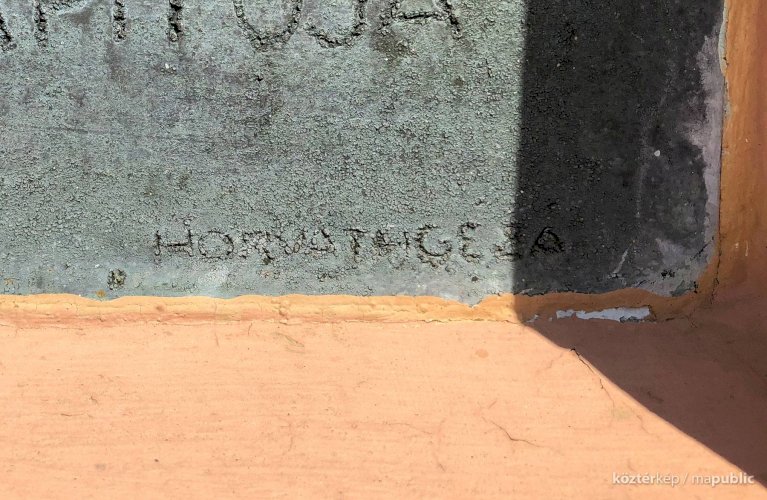 HORVÁTH GÉZA
köztérkép / mapublic